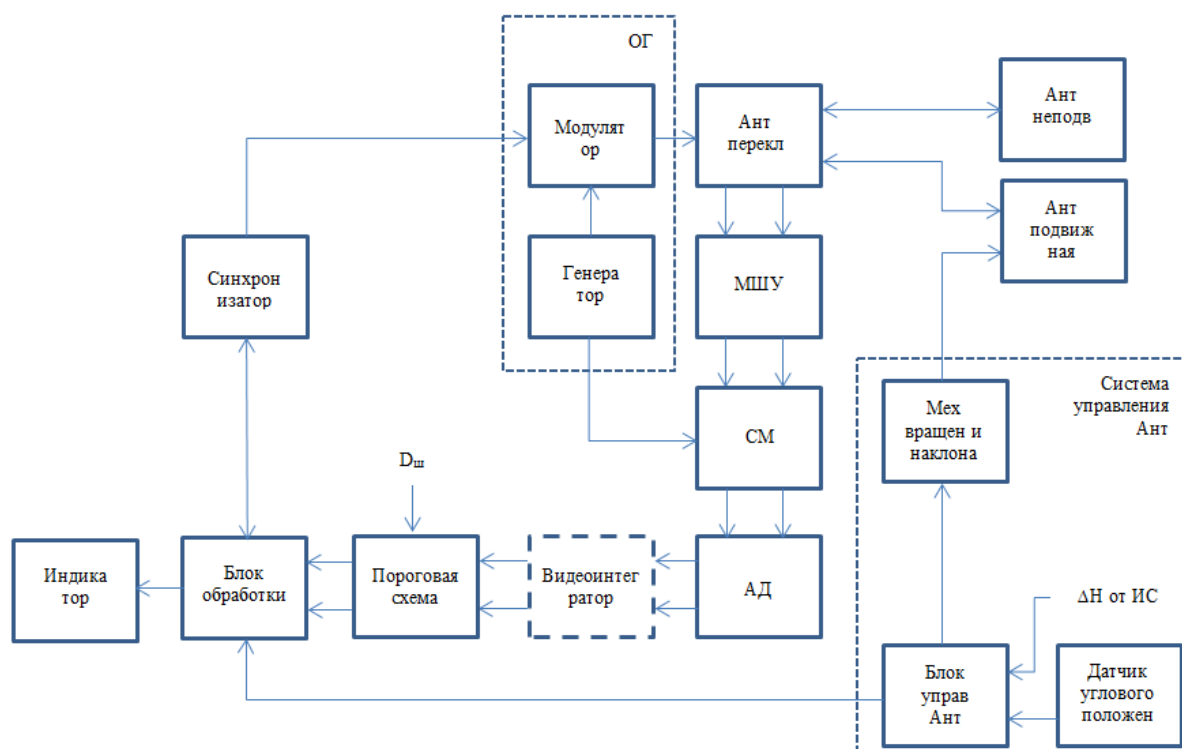 ОГ
Модулят
ор
Ант
перекл
Ант
неподв
Ант
подвиж
ная
Синхрон
изатор
Генера
тор
МШУ
Система
управления
Ант
Мех
вращен и
наклона
СМ
Dш
Индика
тор
Блок
обработки
Пороговая
схема
Видеоинтег
ратор
АД
ΔН от ИС
Блок
управ
Ант
Датчик
углового
положен